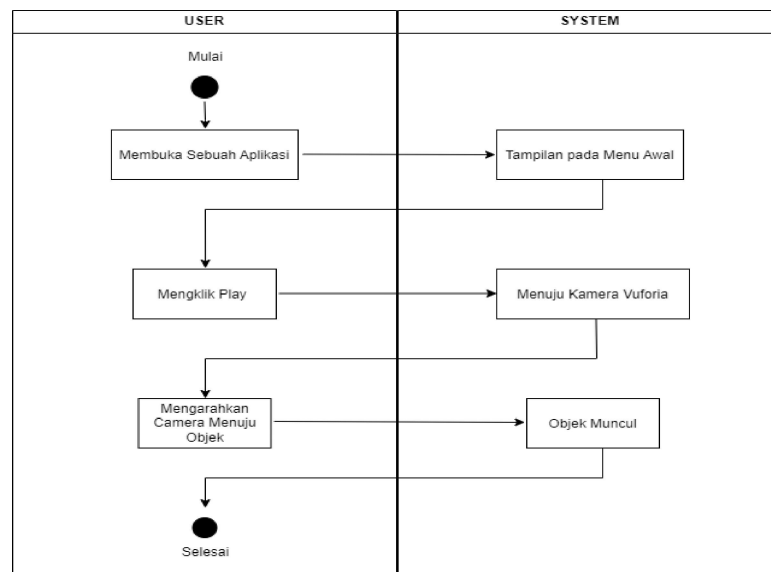 USER
SYSTEM
Mulai
Membuka Sebuah Aplikasi
Tampilan pada Menu Awal
Mengklik Play
Menuju Kamera Vuforia
Mengarahkan
Camera Menuju
Objek
Objek Muncul
Selesai